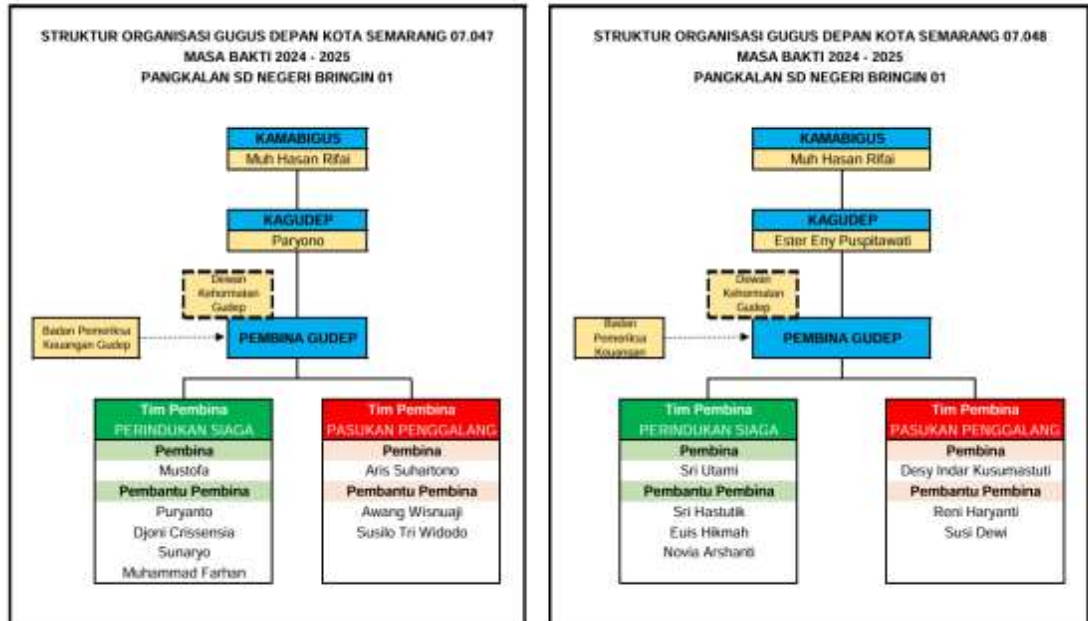 STRUKTUR ORGANISASI GUGUS DEPAN KOTA SEMARANG 07.047
MASA BAKTI 2024 - 2025
PANGKALAN SD NEGERI BRINGIN 01
KAMABIGUS
Muh Hasan Rifai
KAGUDEP
Paryono
Dewan
Kehormatan
Gudep
Badan Pemeriksa
Keuangan Gudep
PEMBINA GUDEP
Tim Pembina
PERINDUKAN SIAGA
Pembina
Mustofa
Pembantu Pembina
Puryanto
Djoni Crissensia
Sunaryo
Muhammad Farhan
Tim Pembina
PASUKAN PENGGALANG
Pembina
Aris Suhartono
Pembantu Pembina
Awang Wisnuaji
Susilo Tri Widodo
STRUKTUR ORGANISASI GUGUS DEPAN KOTA SEMARANG 07.048
MASA BAKTI 2024 - 2025
PANGKALAN SD NEGERI BRINGIN 01
KAMABIGUS
Muh Hasan Rifai
KAGUDEP
Ester Eny Puspitawati
Dewan
Kehormatan
Gudep
Badan
Pemeriksa
Keuangan
PEMBINA GUDEP
Tim Pembina
PERINDUKAN SIAGA
Pembina
Sri Utami
Pembantu Pembina
Sri Hastutik
Euis Hikmah
Novia Arshanti
Tim Pembina
PASUKAN PENGGALANG
Pembina
Desy Indar Kusumastuti
Pembantu Pembina
Reni Haryanti
Susi Dewi